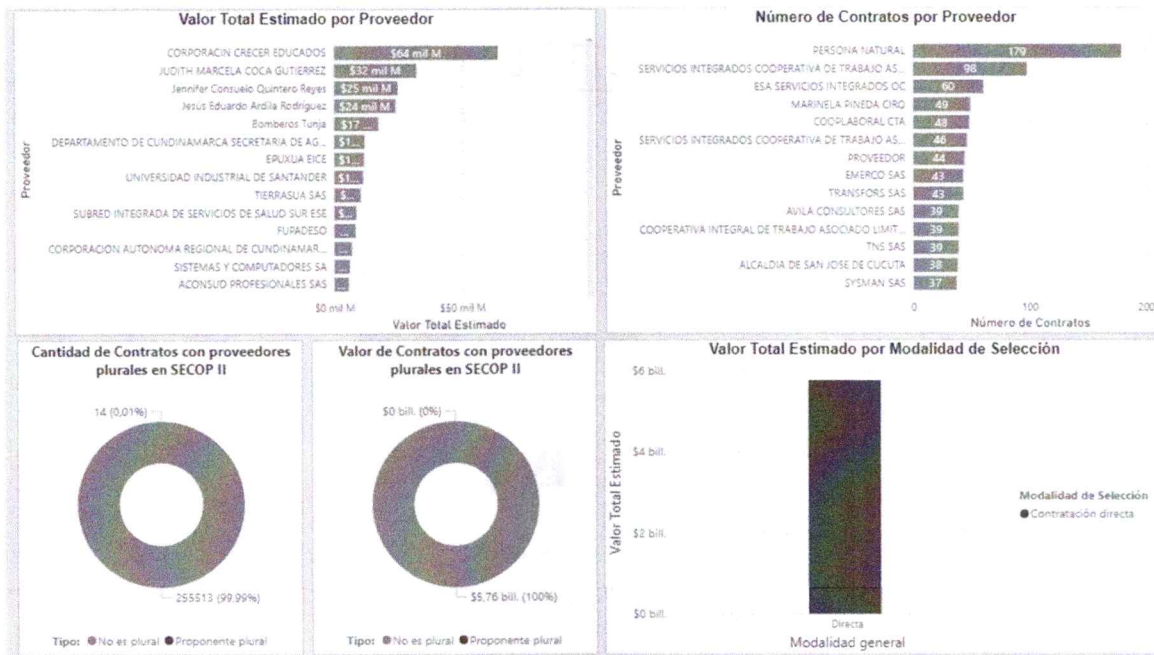 Valor Total Estimado por Proveedor
Proveedor
CORPORACIN CRECER EDUCADOS
$64 mil M
JUDITH MARCELA COCA GUTIERREZ
$32 mil M
Jennifer Consuelo Quintero Reyes
$25 mil M
Jesús Eduardo Ardila Rodríguez
$24 mil M
Bomberos Tunja
$17 ...
DEPARTAMENTO DE CUNDINAMARCA SECRETARIA DE AG...
$1...
EPUXUA EICE
$1...
UNIVERSIDAD INDUSTRIAL DE SANTANDER
$1...
TIERRASUA SAS
$...
SUBRED INTEGRADA DE SERVICIOS DE SALUD SUR ESE
$...
FUPADESO
...
CORPORACION AUTONOMA REGIONAL DE CUNDINAMAR...
...
SISTEMAS Y COMPUTADORES SA
...
ACONSUD PROFESIONALES SAS
...
$0 mil M
$50 mil M
Valor Total Estimado
Número de Contratos por Proveedor
Proveedor
PERSONA NATURAL
179
SERVICIOS INTEGRADOS COOPERATIVA DE TRABAJO AS...
98
ESA SERVICIOS INTEGRADOS OC
60
MARINELA PINEDA CIRO
49
COOPLABORAL CTA
48
SERVICIOS INTEGRADOS COOPERATIVA DE TRABAJO AS...
46
PROVEEDOR
44
EMERCO SAS
43
TRANSFORS SAS
43
AVILA CONSULTORES SAS
39
COOPERATIVA INTEGRAL DE TRABAJO ASOCIADO LIMIT...
39
TNS SAS
39
ALCALDIA DE SAN JOSE DE CUCUTA
38
SYSMAN SAS
37
0
100
200
Número de Contratos
Cantidad de Contratos con proveedores
plurales en SECOP II
14 (0,01%)
255513 (99,99%)
Tipo: No es plural Proponente plural
Valor de Contratos con proveedores
plurales en SECOP II
$0 bill. (0%)
$5,76 bill. (100%)
Tipo: No es plural Proponente plural
Valor Total Estimado por Modalidad de Selección
Valor Total Estimado
$6 bill.
$4 bill.
$2 bill.
$0 bill.
Directa
Modalidad general
Modalidad de Selección
Contratación directa